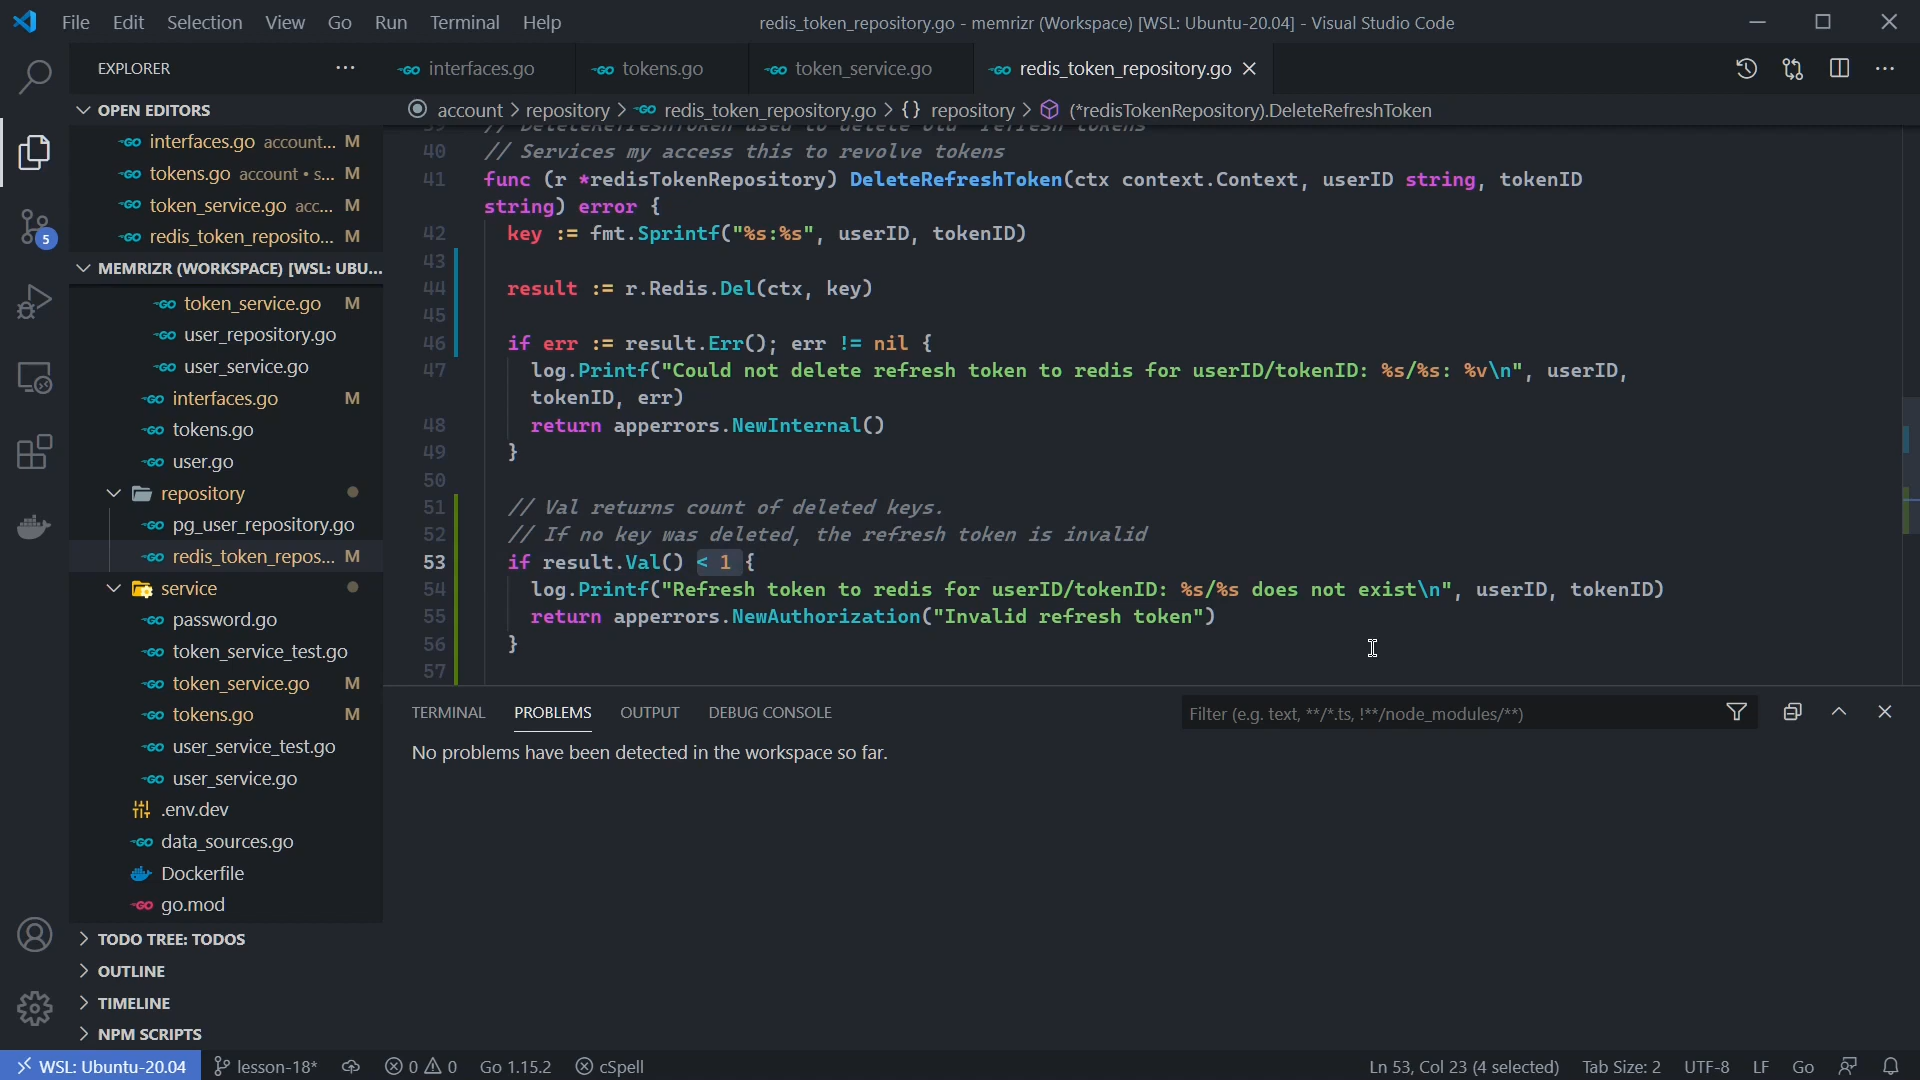 File Edit Selection View Go Run Terminal Help
redis_token_repository.go - memrizr (Workspace) [WSL: Ubuntu-20.04] - Visual Studio Code
EXPLORER
interfaces.go
tokens.go
token_service.go
redis_token_repository.go
OPEN EDITORS
account > repository > redis_token_repository.go > {} repository > (*redisTokenRepository).DeleteRefreshToken
interfaces.go account... M
tokens.go account • s... M
token_service.go acc... M
redis_token_reposito... M
MEMRIZR (WORKSPACE) [WSL: UBU...
token_service.go M
user_repository.go
user_service.go
interfaces.go M
tokens.go
user.go
repository
pg_user_repository.go
redis_token_repos... M
service
password.go
token_service_test.go
token_service.go M
tokens.go M
user_service_test.go
user_service.go
.env.dev
data_sources.go
Dockerfile
go.mod
TODO TREE: TODOS
OUTLINE
TIMELINE
NPM SCRIPTS
39 // DeleteRefreshToken used to delete old refresh tokens
40 // Services my access this to revolve tokens
41 func (r *redisTokenRepository) DeleteRefreshToken(ctx context.Context, userID string, tokenID
string) error {
42 key := fmt.Sprintf("%s:%s", userID, tokenID)
43
44 result := r.Redis.Del(ctx, key)
45
46 if err := result.Err(); err != nil {
47 log.Printf("Could not delete refresh token to redis for userID/tokenID: %s/%s: %v\n", userID,
tokenID, err)
48 return apperrors.NewInternal()
49 }
50
51 // Val returns count of deleted keys.
52 // If no key was deleted, the refresh token is invalid
53 if result.Val() < 1 {
54 log.Printf("Refresh token to redis for userID/tokenID: %s/%s does not exist\n", userID, tokenID)
55 return apperrors.NewAuthorization("Invalid refresh token")
56 }
57
TERMINAL PROBLEMS OUTPUT DEBUG CONSOLE
Filter (e.g. text, **/*.ts, !**/node_modules/**)
No problems have been detected in the workspace so far.
5
WSL: Ubuntu-20.04 lesson-18* 0 0 Go 1.15.2 cSpell
Ln 53, Col 23 (4 selected) Tab Size: 2 UTF-8 LF Go